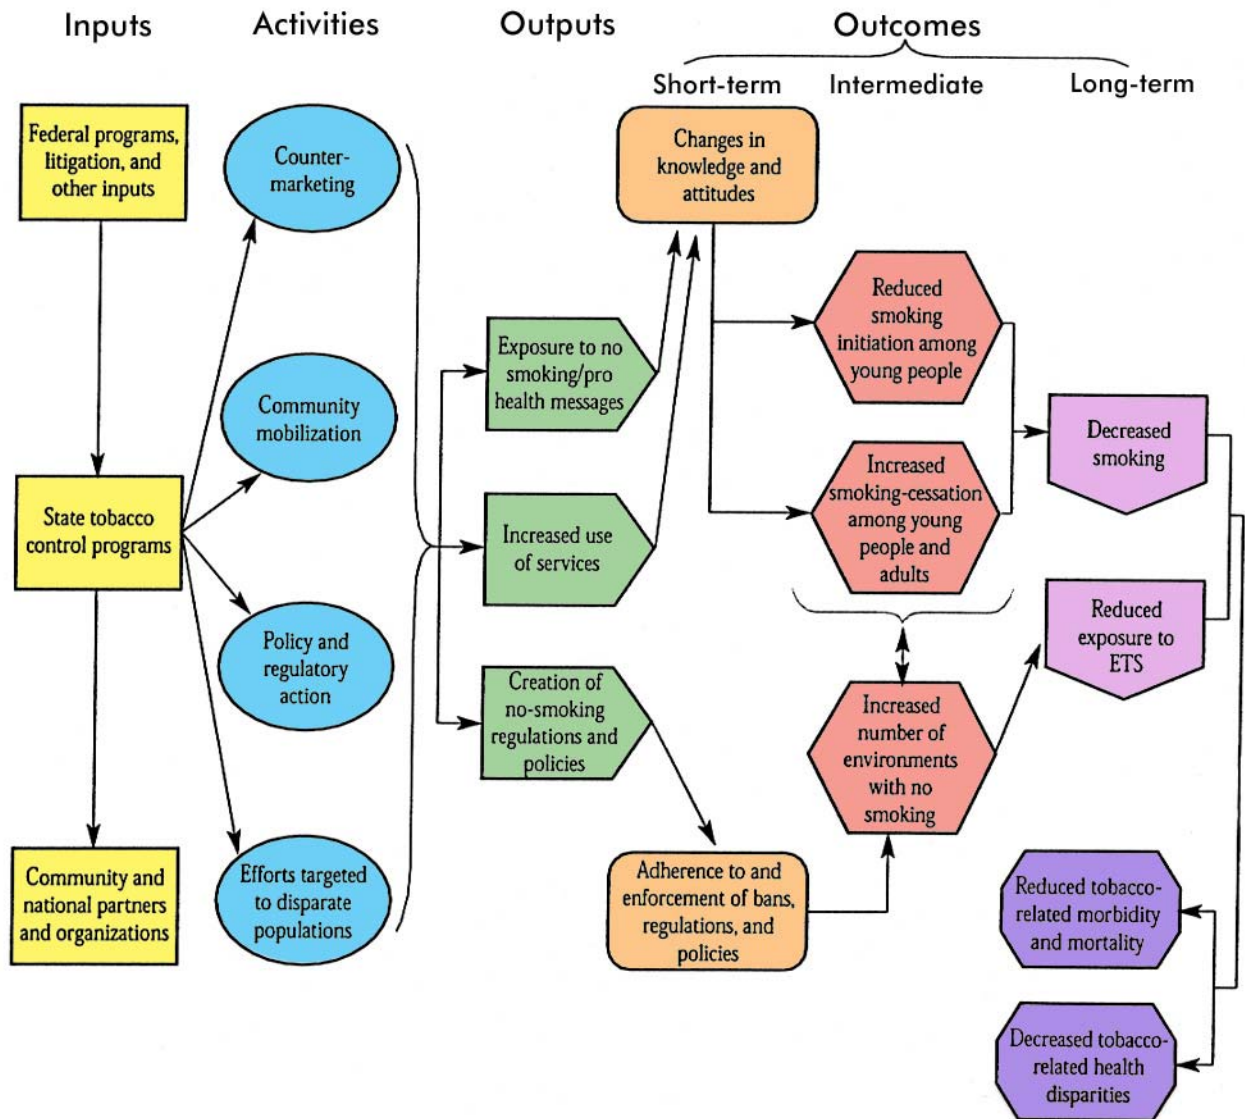 Inputs
Activities
Outputs
Outcomes
Short-term
Intermediate
Long-term
Federal programs,
litigation, and
other inputs
State tobacco
control programs
Community and
national partners
and organizations
Counter-
marketing
Community
mobilization
Policy and
regulatory
action
Efforts targeted
to disparate
populations
Exposure to no
smoking/pro
health messages
Increased use
of services
Creation of
no-smoking
regulations and
policies
Changes in
knowledge and
attitudes
Adherence to and
enforcement of bans,
regulations, and
policies
Reduced
smoking
initiation among
young people
Increased
smoking-cessation
among young
people and
adults
Increased
number of
environments
with no
smoking
Decreased
smoking
Reduced
exposure to
ETS
Reduced tobacco-
related morbidity
and mortality
Decreased tobacco-
related health
disparities